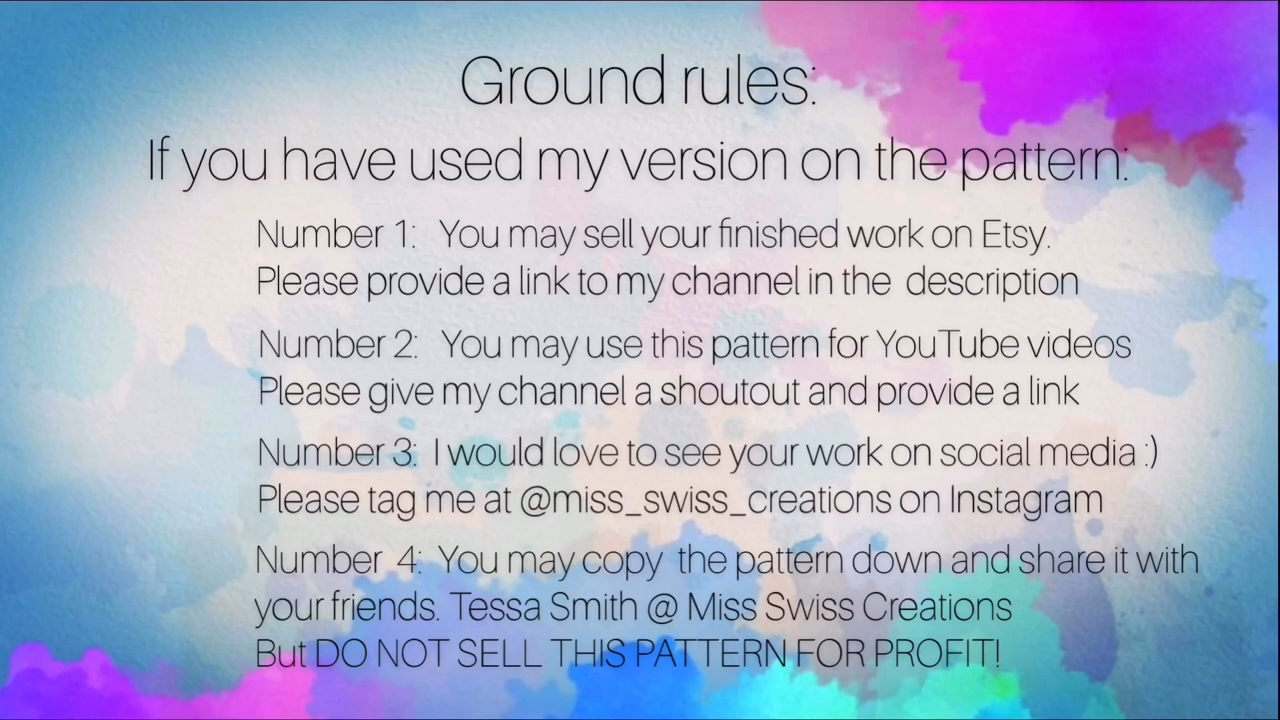 Ground rules:
If you have used my version on the pattern:
Number 1: You may sell your finished work on Etsy.
Please provide a link to my channel in the description
Number 2: You may use this pattern for YouTube videos
Please give my channel a shoutout and provide a link
Number 3: I would love to see your work on social media :)
Please tag me at @miss_swiss_creations on Instagram
Number 4: You may copy the pattern down and share it with
your friends. Tessa Smith @ Miss Swiss Creations
But DO NOT SELL THIS PATTERN FOR PROFIT!